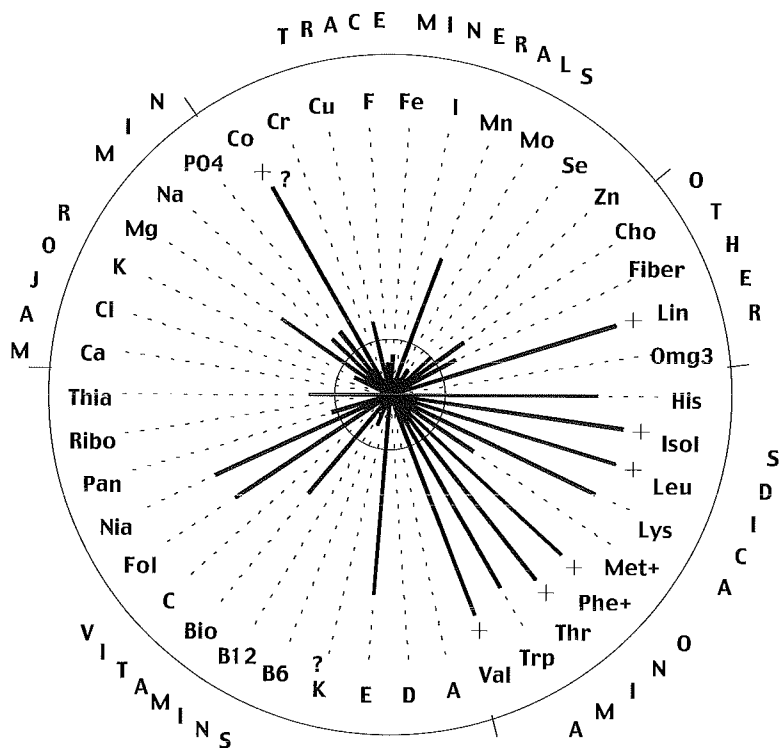 TRACE MINERALS
OTHER
AMINO ACIDS
VITAMINS
MAJOR MIN
Cr
Cu
F
Fe
I
Mn
Mo
Se
Zn
Cho
Fiber
+ Lin
Omg3
His
+ Isol
+ Leu
Lys
Met+
+ Phe+
+ Thr
Trp
+ Val
A
D
E
?
K
B6
B12
Bio
C
Fol
Nia
Pan
Ribo
Thia
Ca
Cl
K
Mg
Na
PO4
Co
+ ?